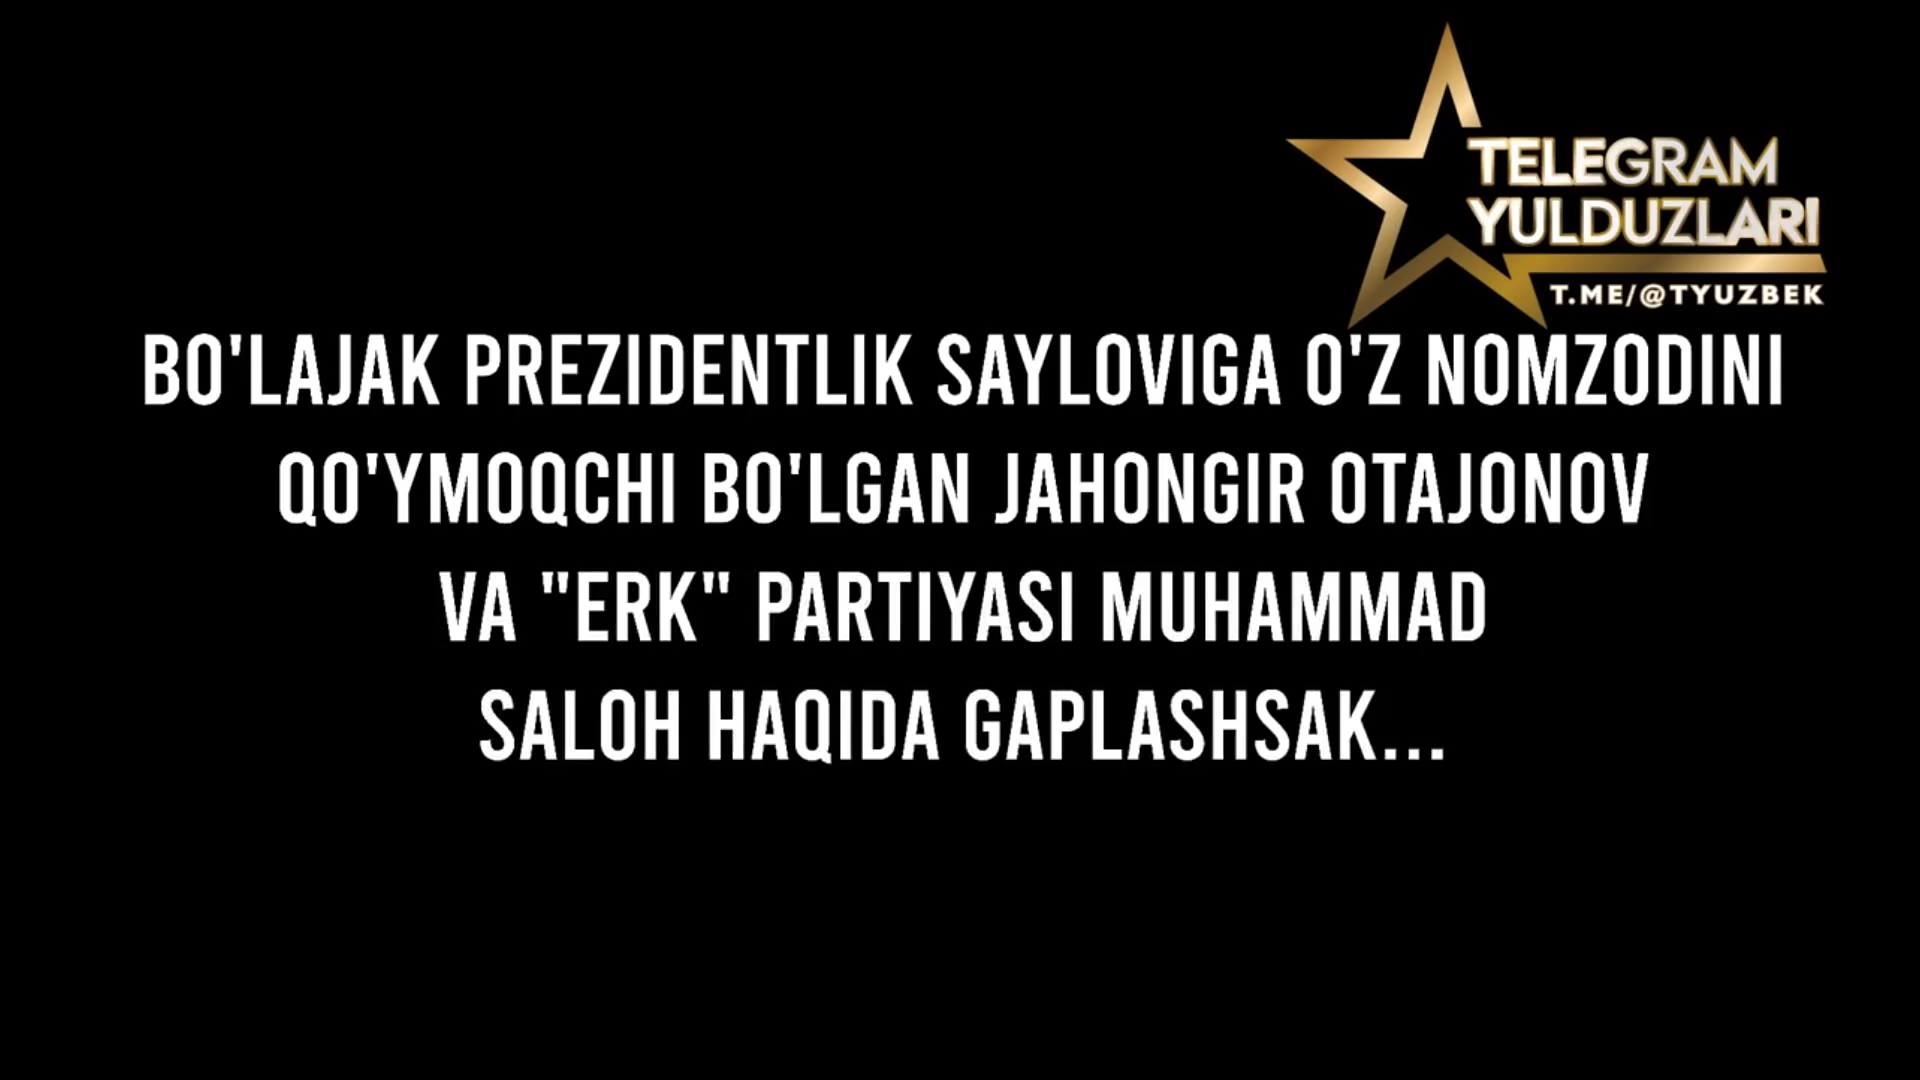 TELEGRAM
YULDUZLARI
T.ME/@TYUZBEK
BO'LAJAK PREZIDENTLIK SAYLOVIGA O'Z NOMZODINI
QO'YMOQCHI BO'LGAN JAHONGIR OTAJONOV
VA "ERK" PARTIYASI MUHAMMAD
SALOH HAQIDA GAPLASHSAK...